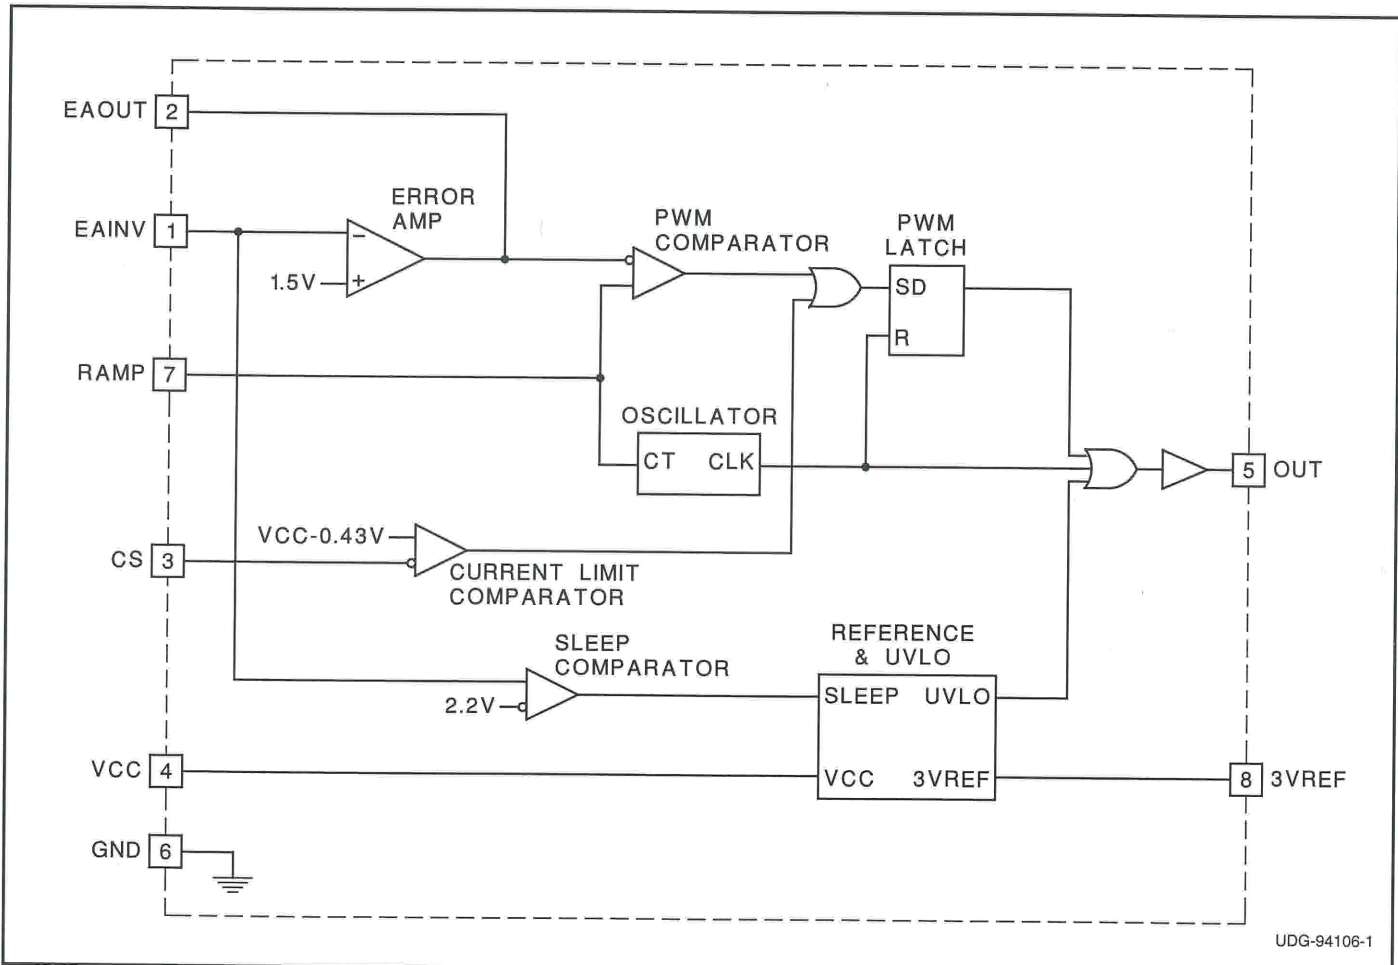 EAOUT 2
EAINV 1
ERROR
AMP
1.5V
−
+
PWM
COMPARATOR
PWM
LATCH
SD
R
RAMP 7
OSCILLATOR
CT CLK
5 OUT
VCC-0.43V
CS 3
CURRENT LIMIT
COMPARATOR
SLEEP
COMPARATOR
2.2V
REFERENCE
& UVLO
SLEEP UVLO
VCC 3VREF
VCC 4
8 3VREF
GND 6
UDG-94106-1